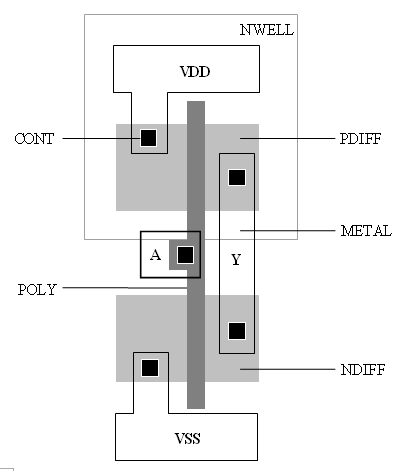 NWELL
VDD
CONT
PDIFF
METAL
A
Y
POLY
NDIFF
VSS